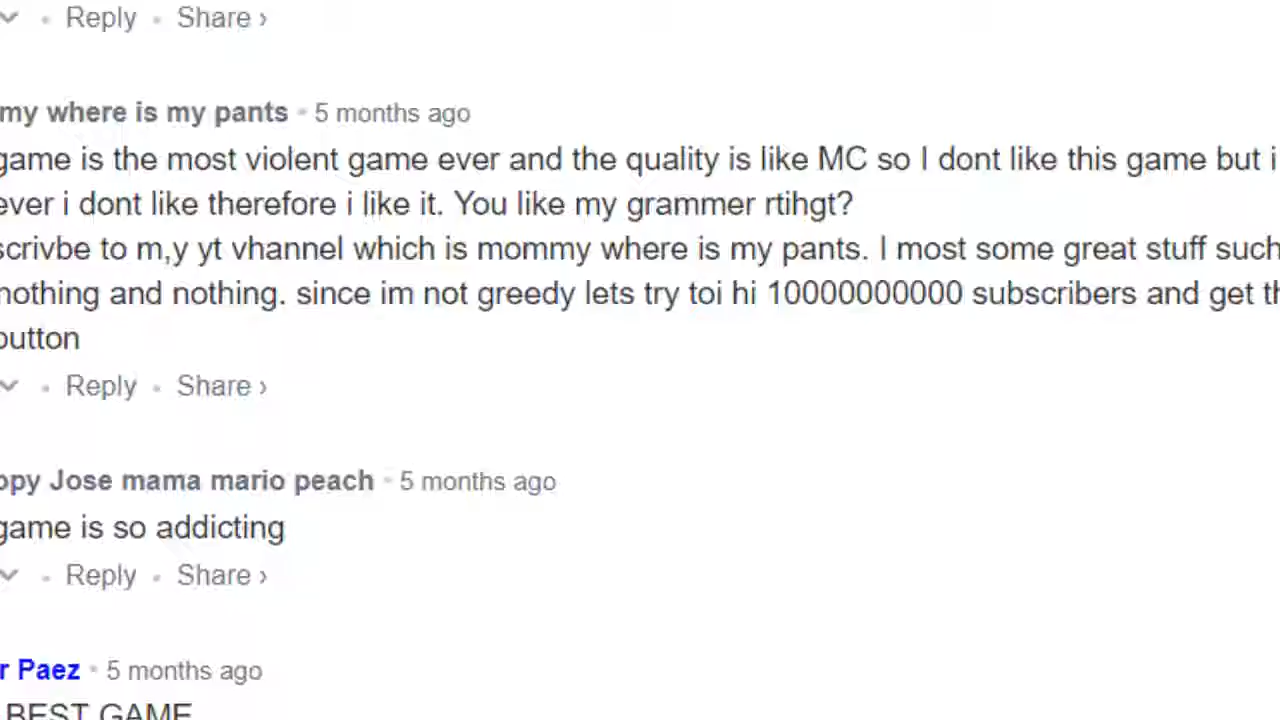 Reply • Share ›
my where is my pants • 5 months ago
game is the most violent game ever and the quality is like MC so I dont like this game but i
ever i dont like therefore i like it. You like my grammer rtihgt?
scrivbe to m,y yt vhannel which is mommy where is my pants. I most some great stuff such
nothing and nothing. since im not greedy lets try toi hi 10000000000 subscribers and get th
button
Reply • Share ›
ppy Jose mama mario peach • 5 months ago
game is so addicting
Reply • Share ›
r Paez • 5 months ago
BEST GAME